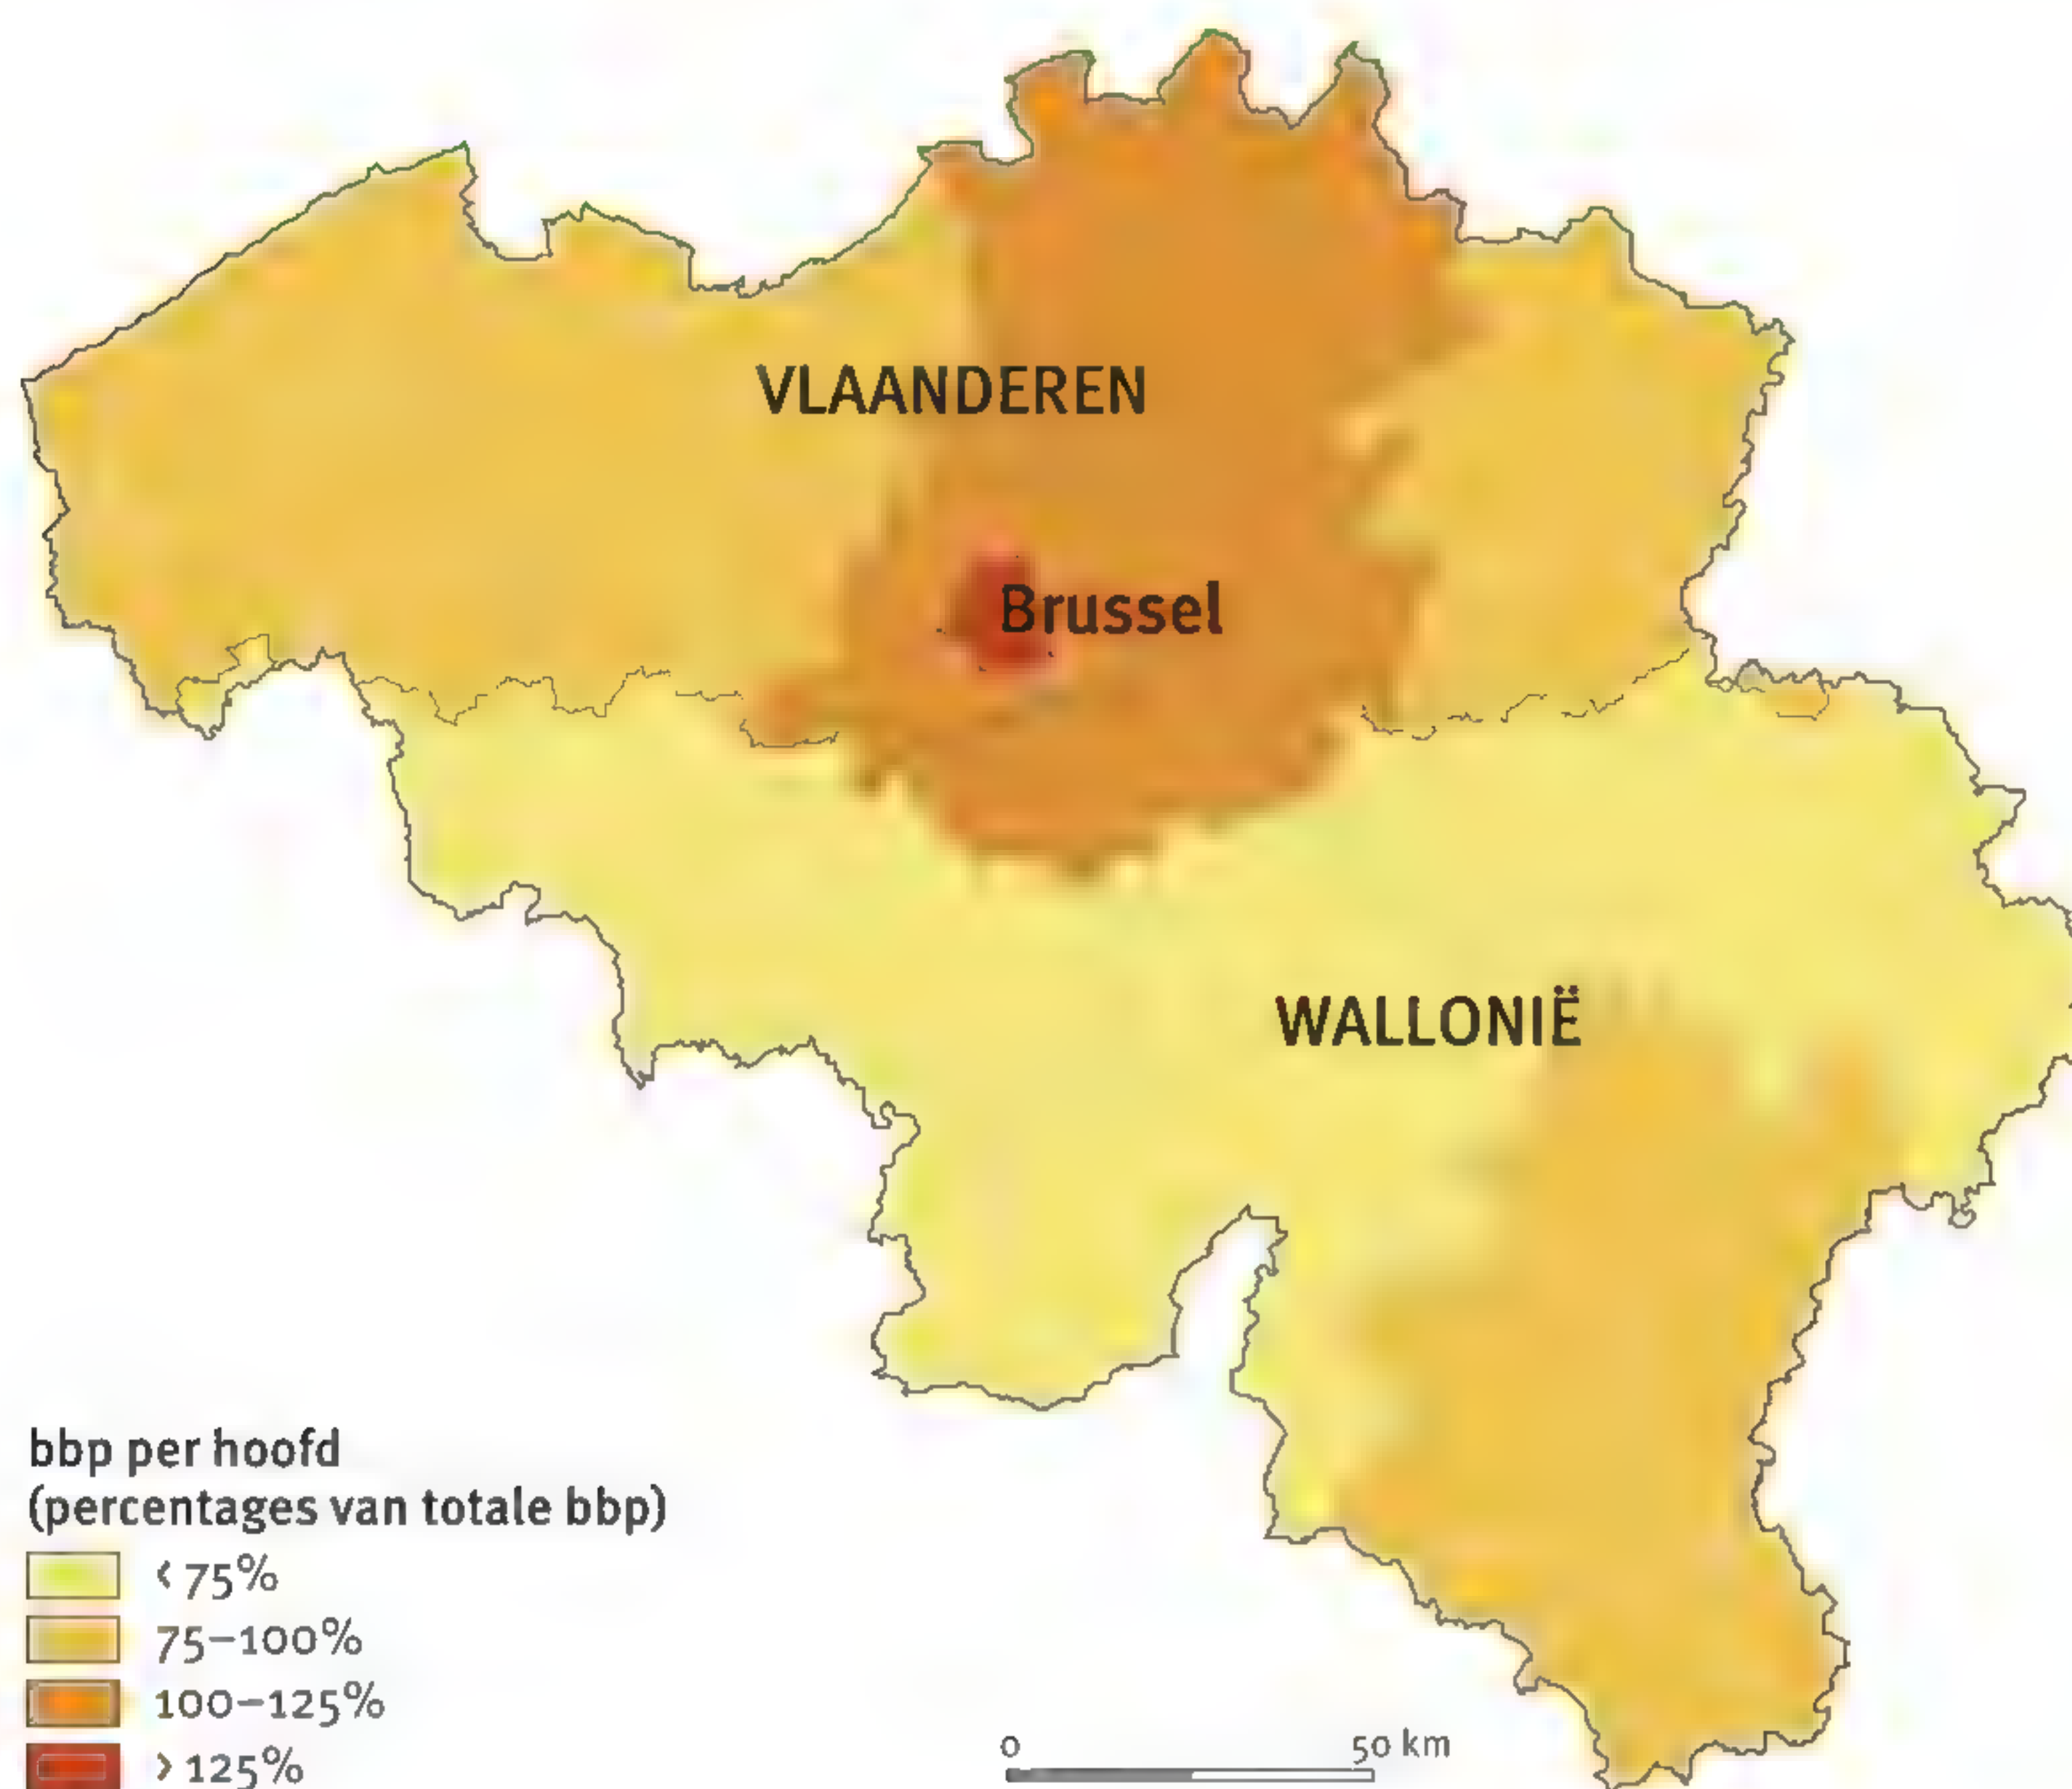 VLAANDEREN
Brussel
WALLONIË
bbp per hoofd
(percentages van totale bbp)
< 75%
75–100%
100–125%
> 125%
0 50 km